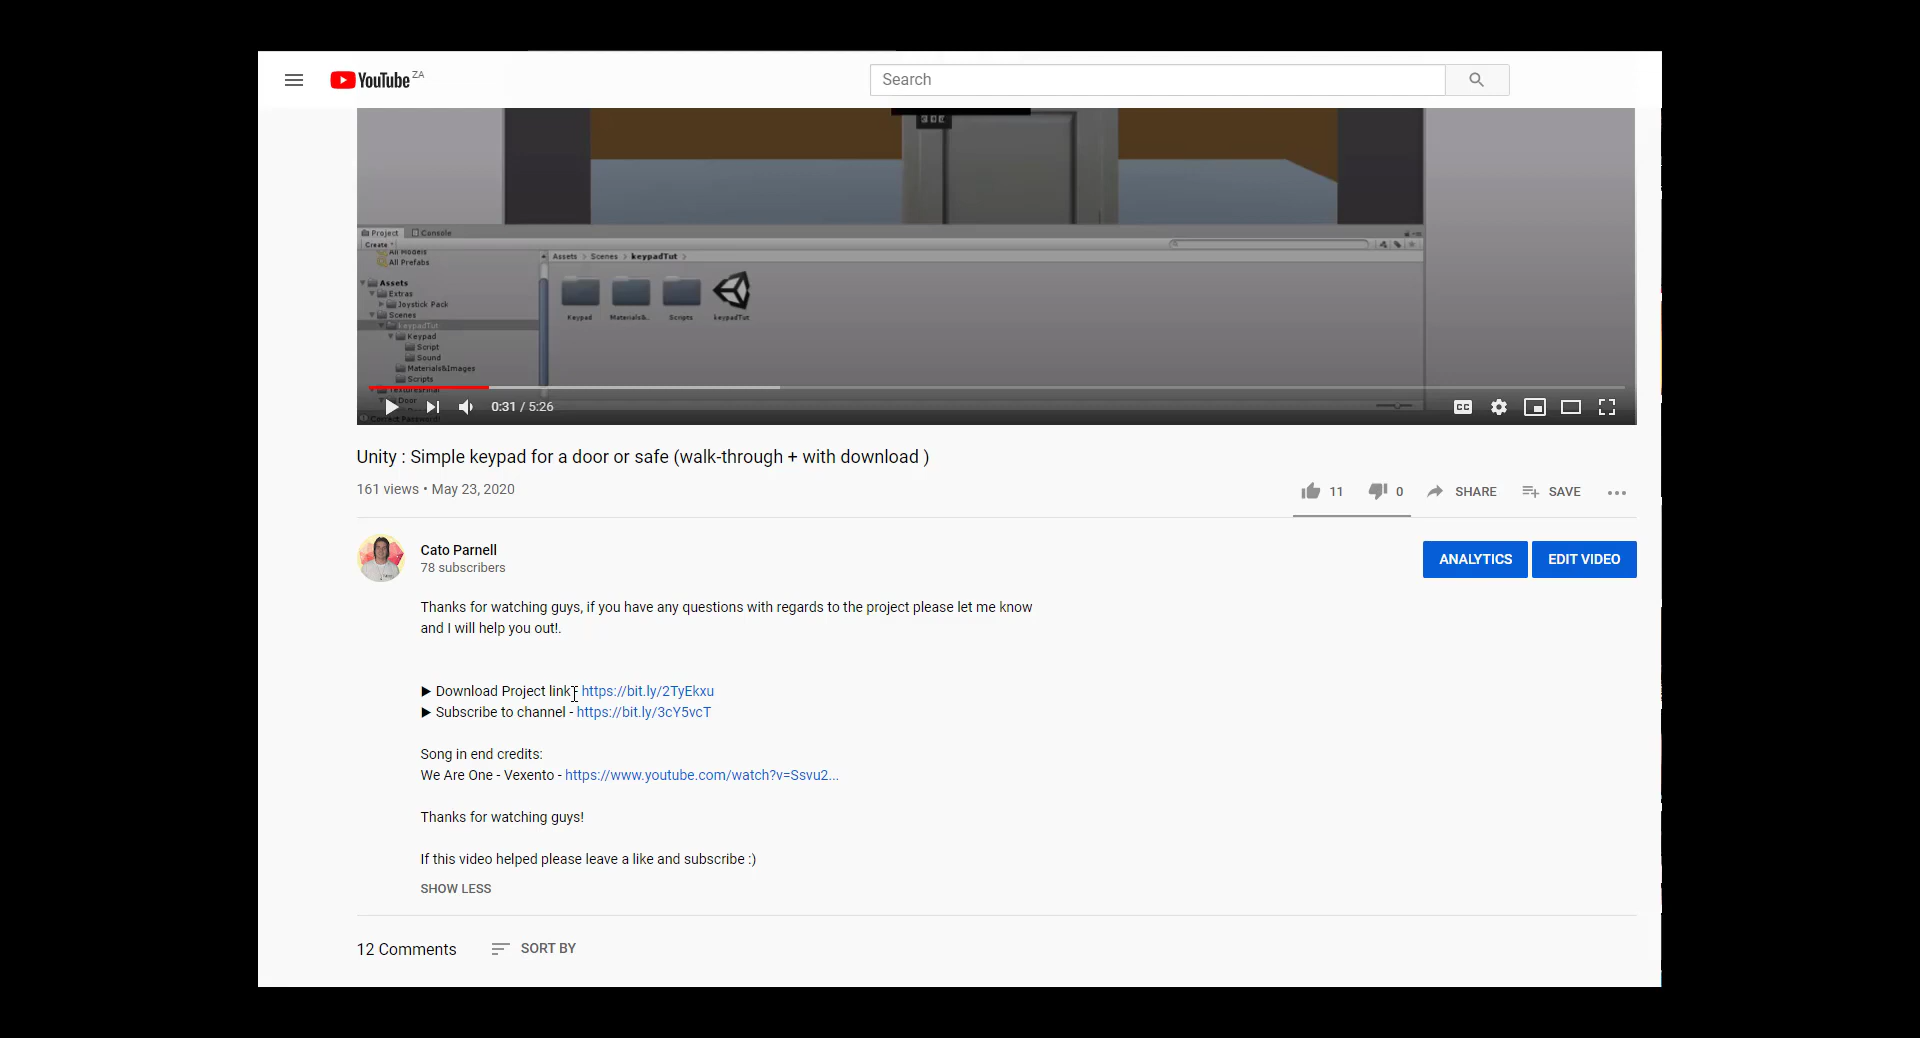 YouTube ZA
Search
Project Console
Create
All Models
All Prefabs
Assets > Scenes > keypadTut >
Assets
Extras
Joystick Pack
Scenes
keypadTut
Keypad
Script
Sound
Materials&Images
Scripts
Door
Keypad Materials&.. Scripts keypadTut
0:31 / 5:26
CC
Unity : Simple keypad for a door or safe (walk-through + with download )
161 views • May 23, 2020
11 0 SHARE SAVE
Cato Parnell
78 subscribers
ANALYTICS EDIT VIDEO
Thanks for watching guys, if you have any questions with regards to the project please let me know
and I will help you out!.
▶ Download Project link- https://bit.ly/2TyEkxu
▶ Subscribe to channel - https://bit.ly/3cY5vcT
Song in end credits:
We Are One - Vexento - https://www.youtube.com/watch?v=Ssvu2...
Thanks for watching guys!
If this video helped please leave a like and subscribe :)
SHOW LESS
12 Comments SORT BY